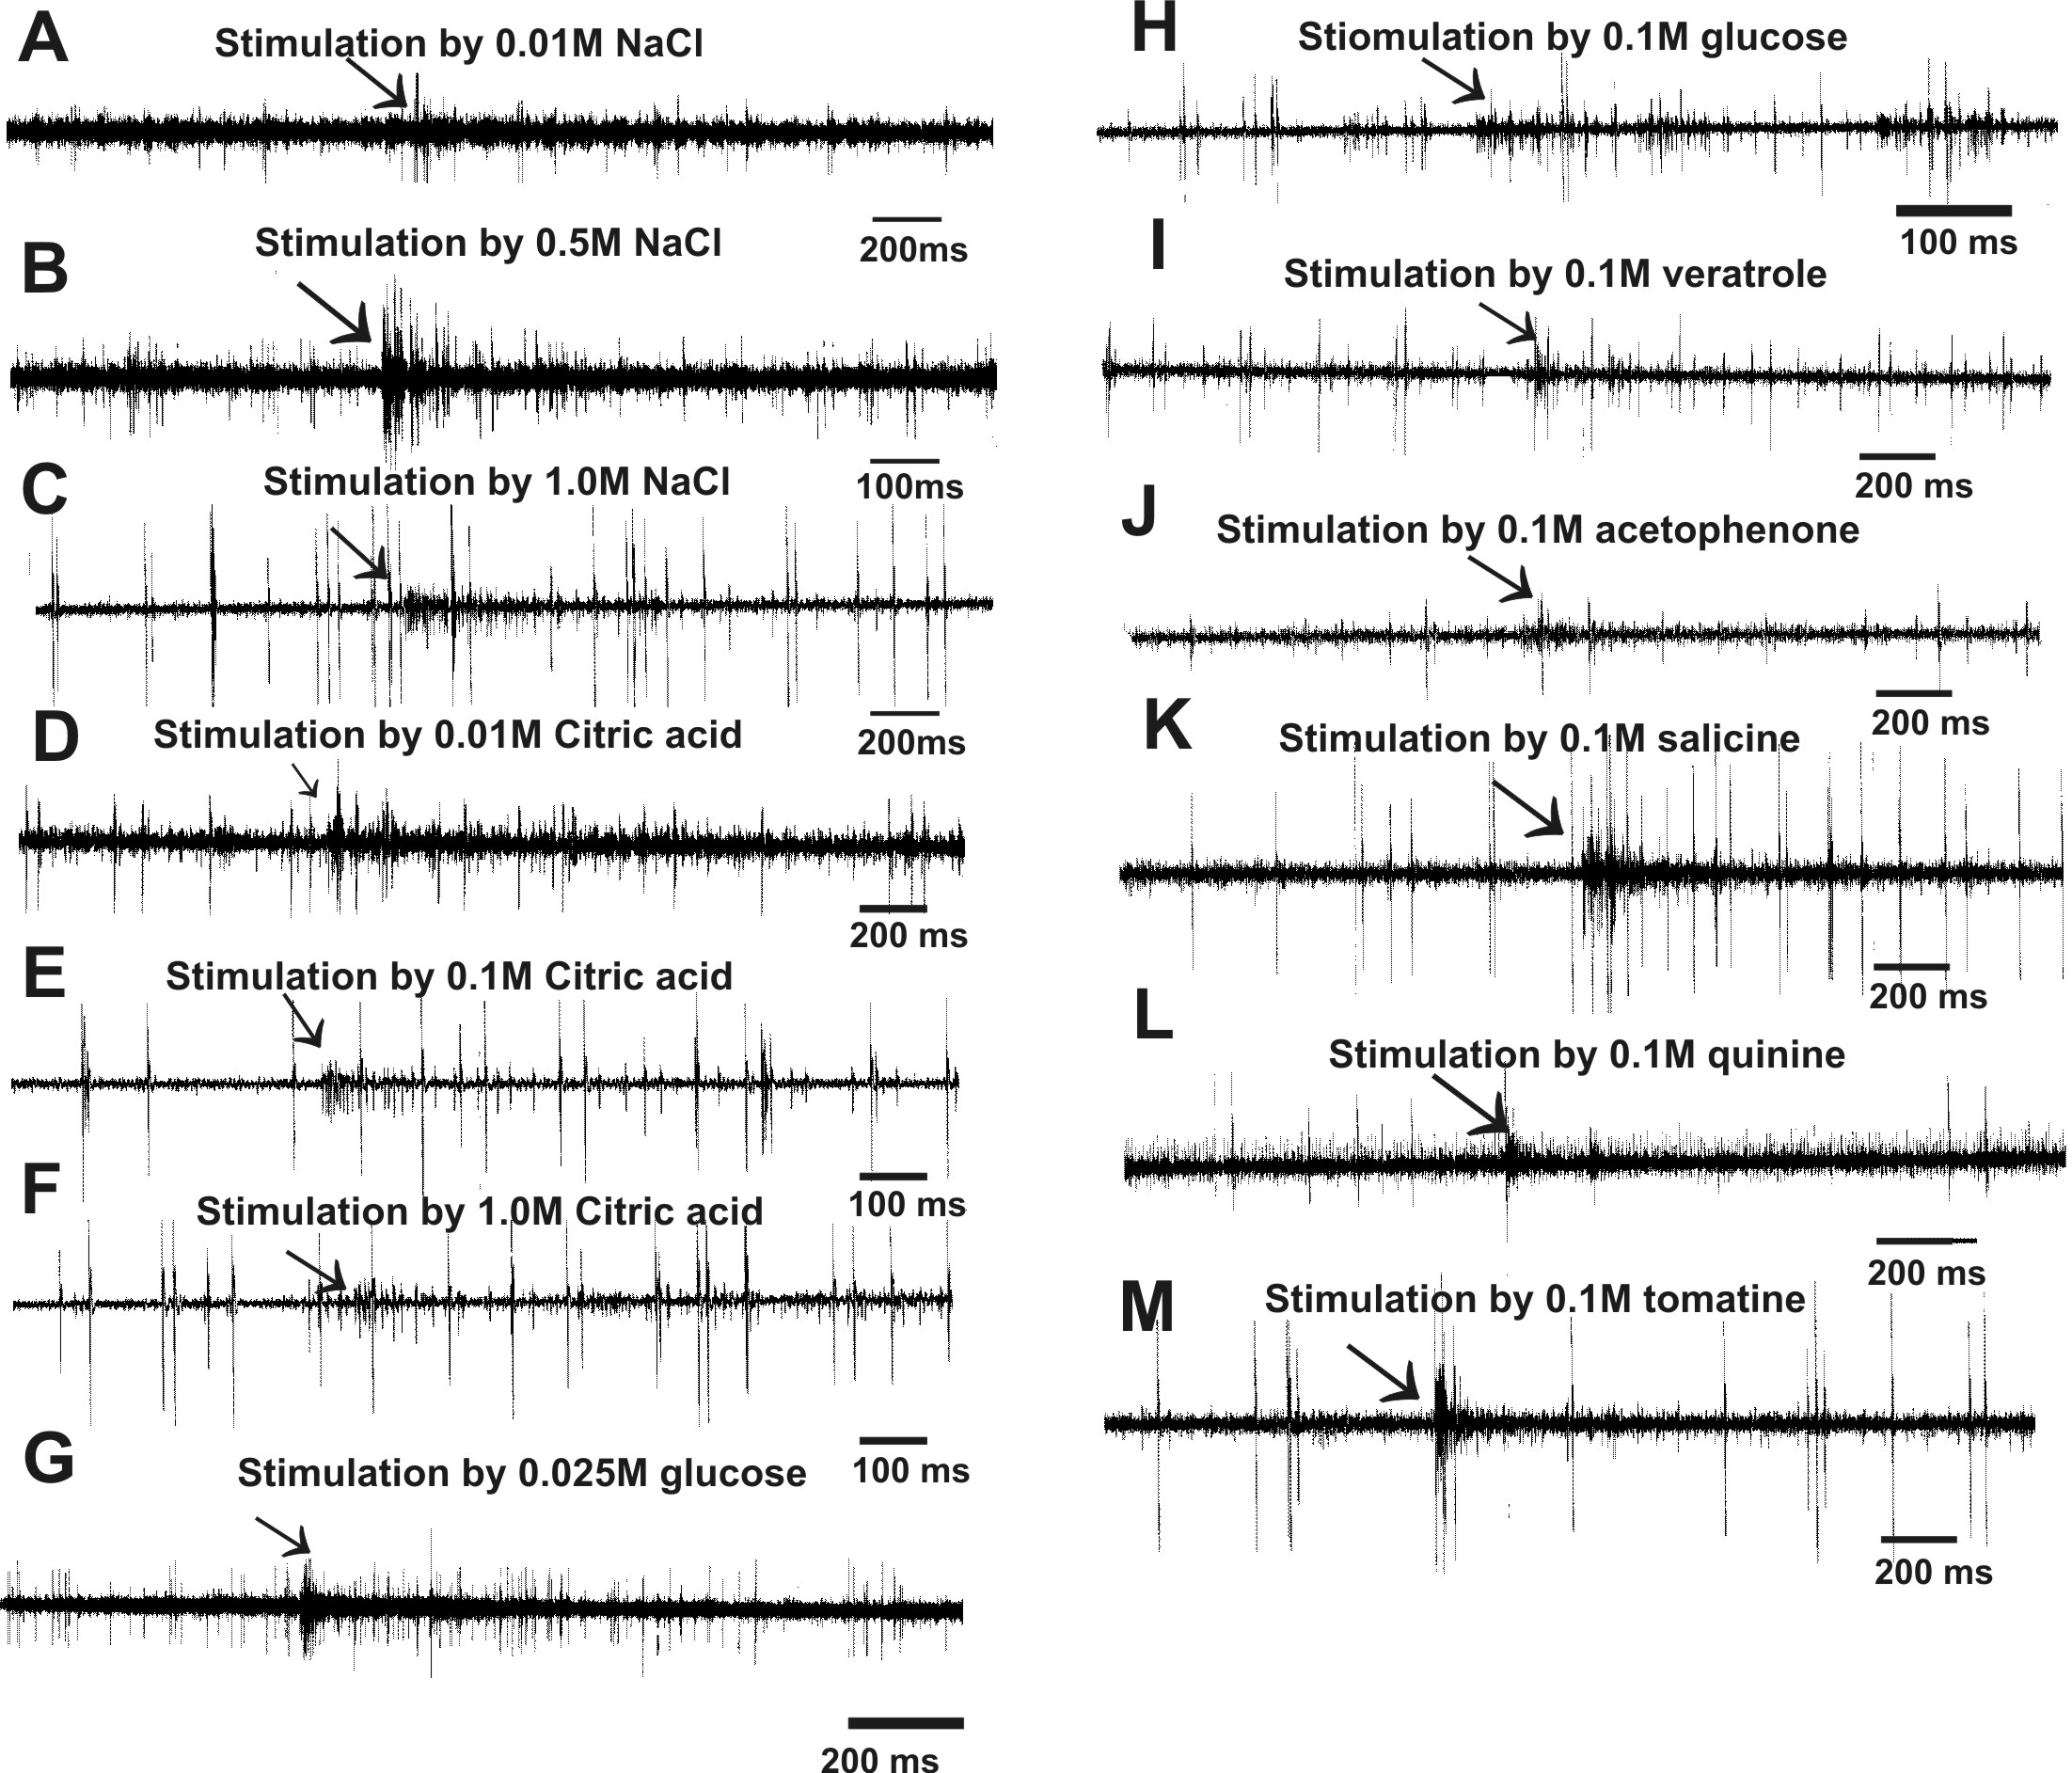 A
Stimulation by 0.01M NaCl
200ms
B
Stimulation by 0.5M NaCl
100ms
C
Stimulation by 1.0M NaCl
200ms
D
Stimulation by 0.01M Citric acid
200 ms
E
Stimulation by 0.1M Citric acid
100 ms
F
Stimulation by 1.0M Citric acid
100 ms
G
Stimulation by 0.025M glucose
200 ms
H
Stiomulation by 0.1M glucose
100 ms
I
Stimulation by 0.1M veratrole
200 ms
J
Stimulation by 0.1M acetophenone
200 ms
K
Stimulation by 0.1M salicine
200 ms
L
Stimulation by 0.1M quinine
200 ms
M
Stimulation by 0.1M tomatine
200 ms